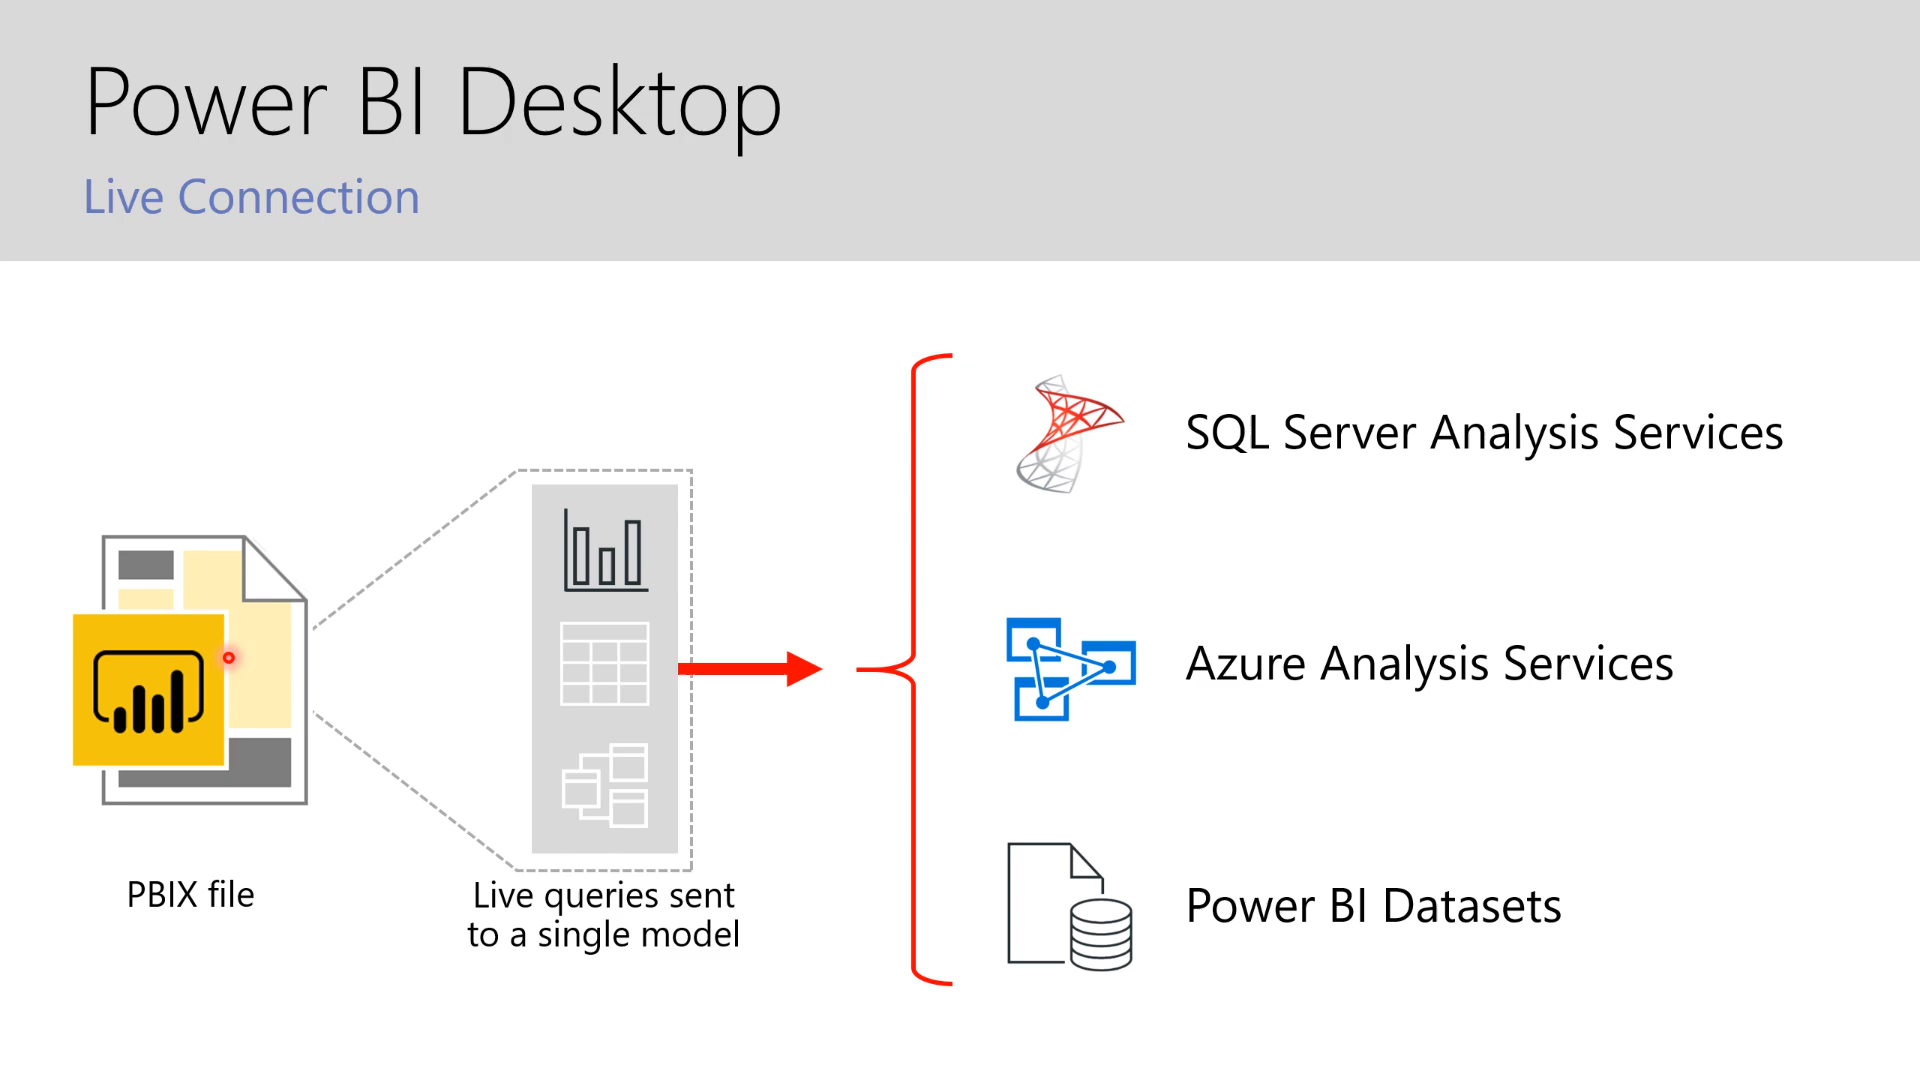 Power BI Desktop
Live Connection
SQL Server Analysis Services
Azure Analysis Services
Power BI Datasets
PBIX file
Live queries sent
to a single model